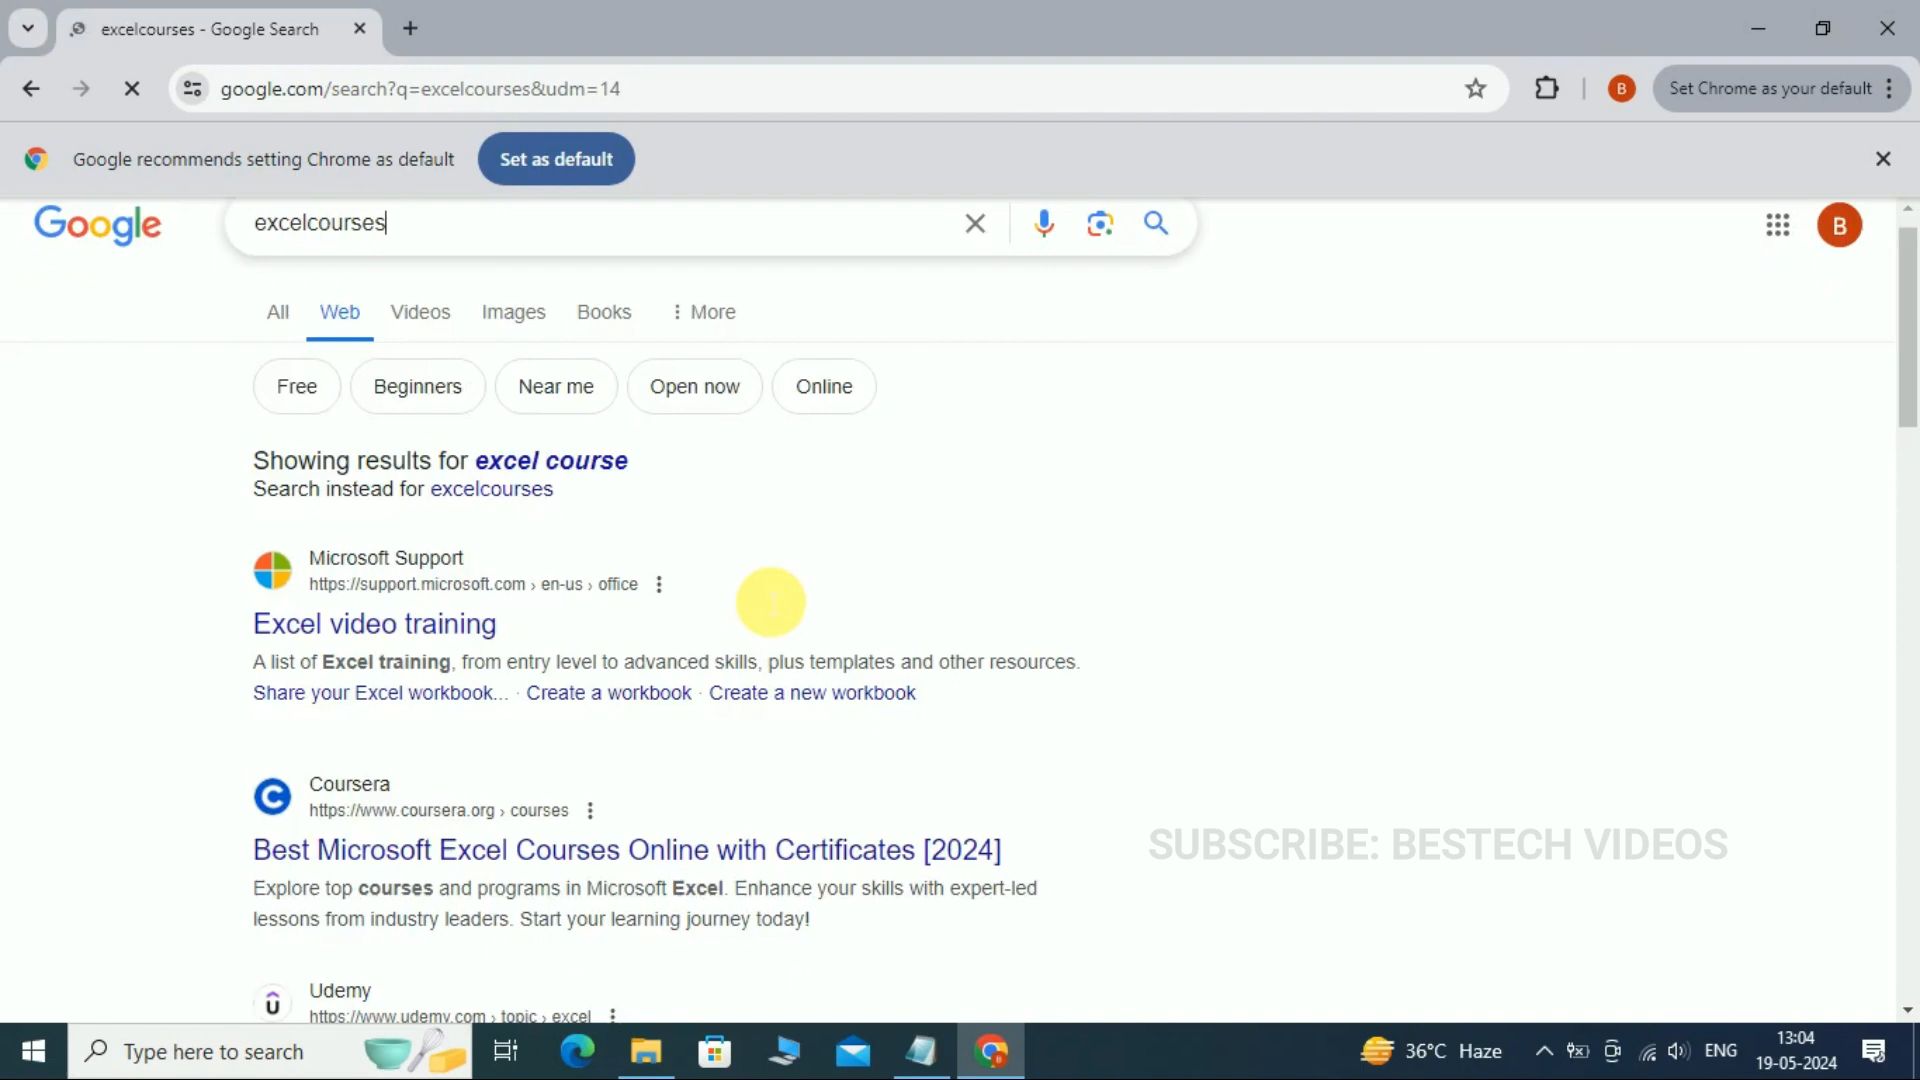 excelcourses - Google Search
google.com/search?q=excelcourses&udm=14
B
Set Chrome as your default
Google recommends setting Chrome as default
Set as default
Google
excelcourses
B
All
Web
Videos
Images
Books
More
Free
Beginners
Near me
Open now
Online
Showing results for excel course
Search instead for excelcourses
Microsoft Support
https://support.microsoft.com › en-us › office
Excel video training
A list of Excel training, from entry level to advanced skills, plus templates and other resources.
Share your Excel workbook... · Create a workbook · Create a new workbook
Coursera
https://www.coursera.org › courses
Best Microsoft Excel Courses Online with Certificates [2024]
Explore top courses and programs in Microsoft Excel. Enhance your skills with expert-led
lessons from industry leaders. Start your learning journey today!
SUBSCRIBE: BESTECH VIDEOS
Udemy
https://www.udemy.com › topic › excel
Type here to search
36°C Haze
ENG
13:04
19-05-2024